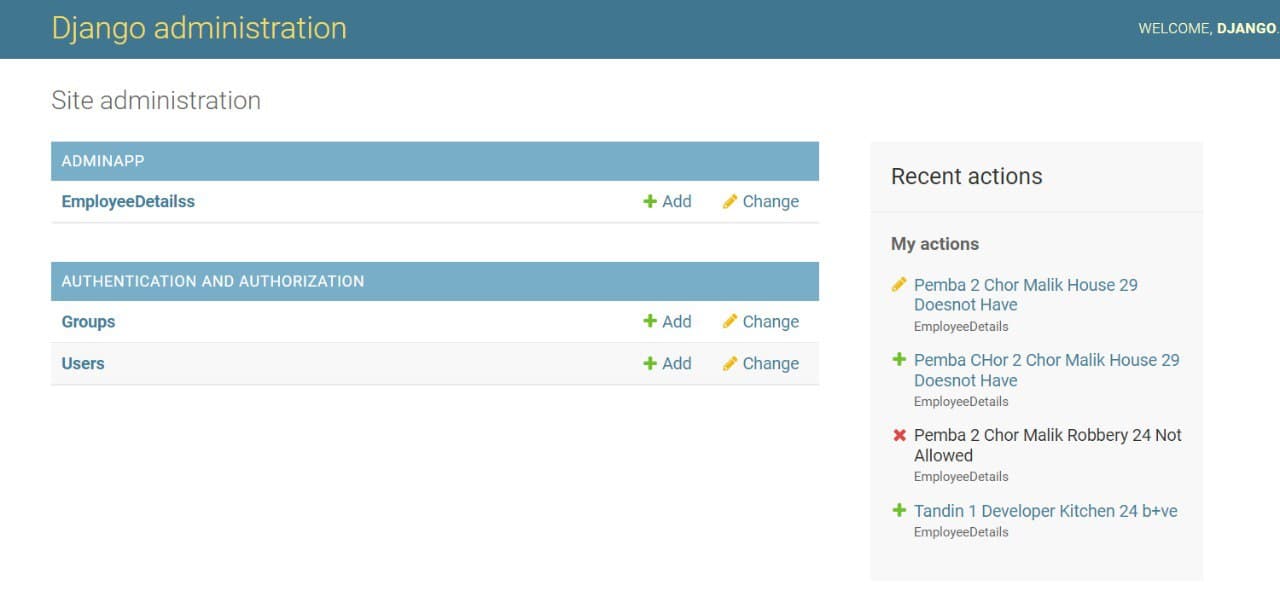 Django administration
WELCOME, DJANGO.
Site administration
ADMINAPP
EmployeeDetailss Add Change
AUTHENTICATION AND AUTHORIZATION
Groups Add Change
Users Add Change
Recent actions
My actions
Pemba 2 Chor Malik House 29
Doesnot Have
EmployeeDetails
Pemba CHor 2 Chor Malik House 29
Doesnot Have
EmployeeDetails
Pemba 2 Chor Malik Robbery 24 Not
Allowed
EmployeeDetails
Tandin 1 Developer Kitchen 24 b+ve
EmployeeDetails